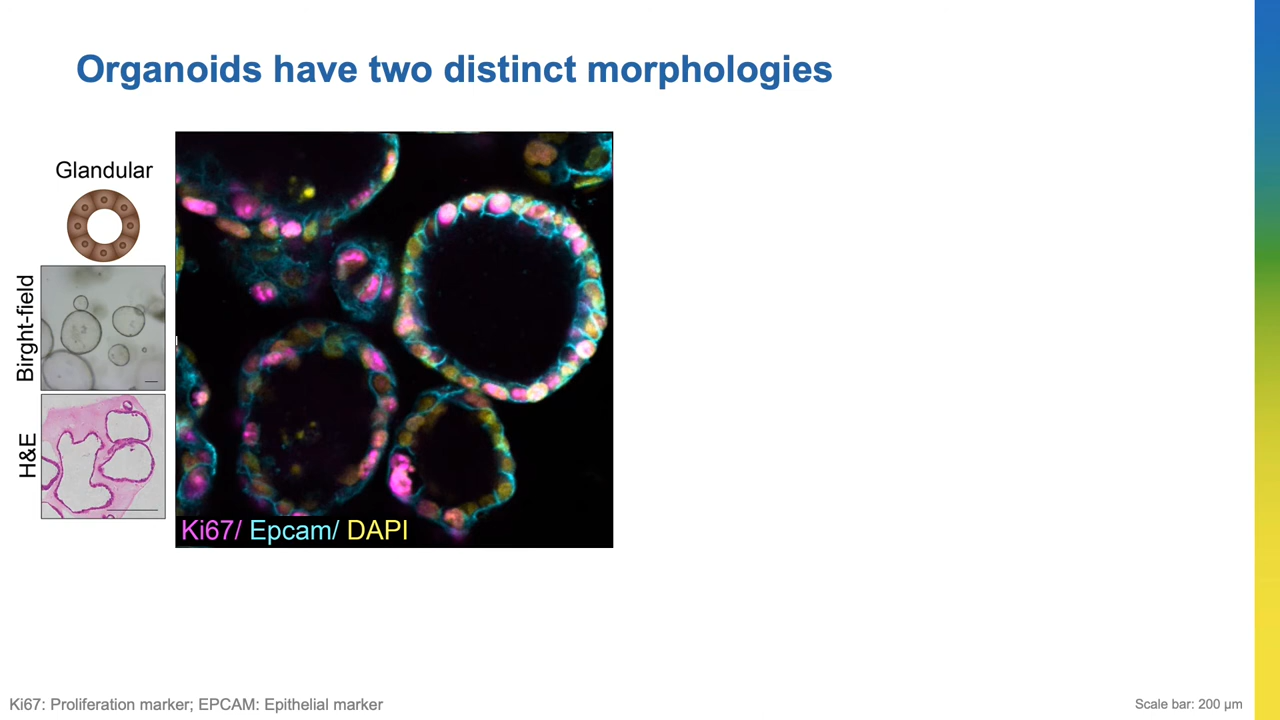 Organoids have two distinct morphologies
Glandular
Birght-field
H&E
Ki67/ Epcam/ DAPI
Ki67: Proliferation marker; EPCAM: Epithelial marker
Scale bar: 200 µm